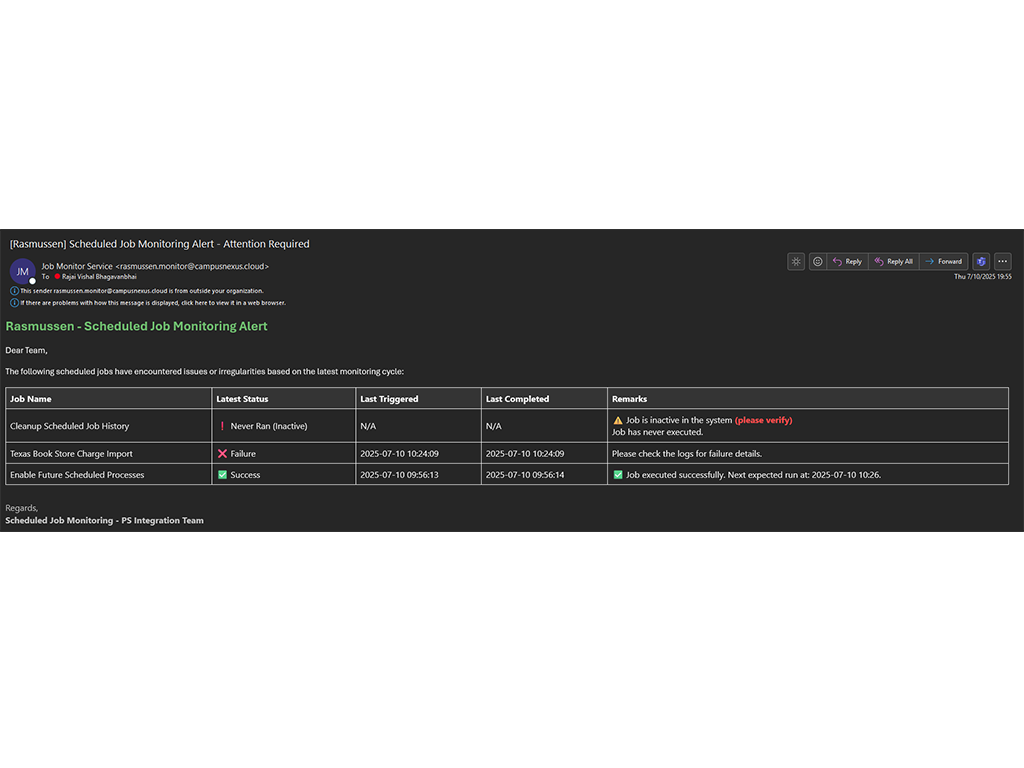 [Rasmussen] Scheduled Job Monitoring Alert - Attention Required
JM
Job Monitor Service <rasmussen.monitor@campusnexus.cloud>
To Rajai Vishal Bhagavanbhai
Reply Reply All Forward
Thu 7/10/2025 19:55
This sender rasmussen.monitor@campusnexus.cloud is from outside your organization.
If there are problems with how this message is displayed, click here to view it in a web browser.
Rasmussen - Scheduled Job Monitoring Alert
Dear Team,
The following scheduled jobs have encountered issues or irregularities based on the latest monitoring cycle:
Job Name Latest Status Last Triggered Last Completed Remarks
Cleanup Scheduled Job History ❗ Never Ran (Inactive) N/A N/A ⚠️ Job is inactive in the system (please verify)
Job has never executed.
Texas Book Store Charge Import ❌ Failure 2025-07-10 10:24:09 2025-07-10 10:24:09 Please check the logs for failure details.
Enable Future Scheduled Processes ✅ Success 2025-07-10 09:56:13 2025-07-10 09:56:14 ✅ Job executed successfully. Next expected run at: 2025-07-10 10:26.
Regards,
Scheduled Job Monitoring - PS Integration Team